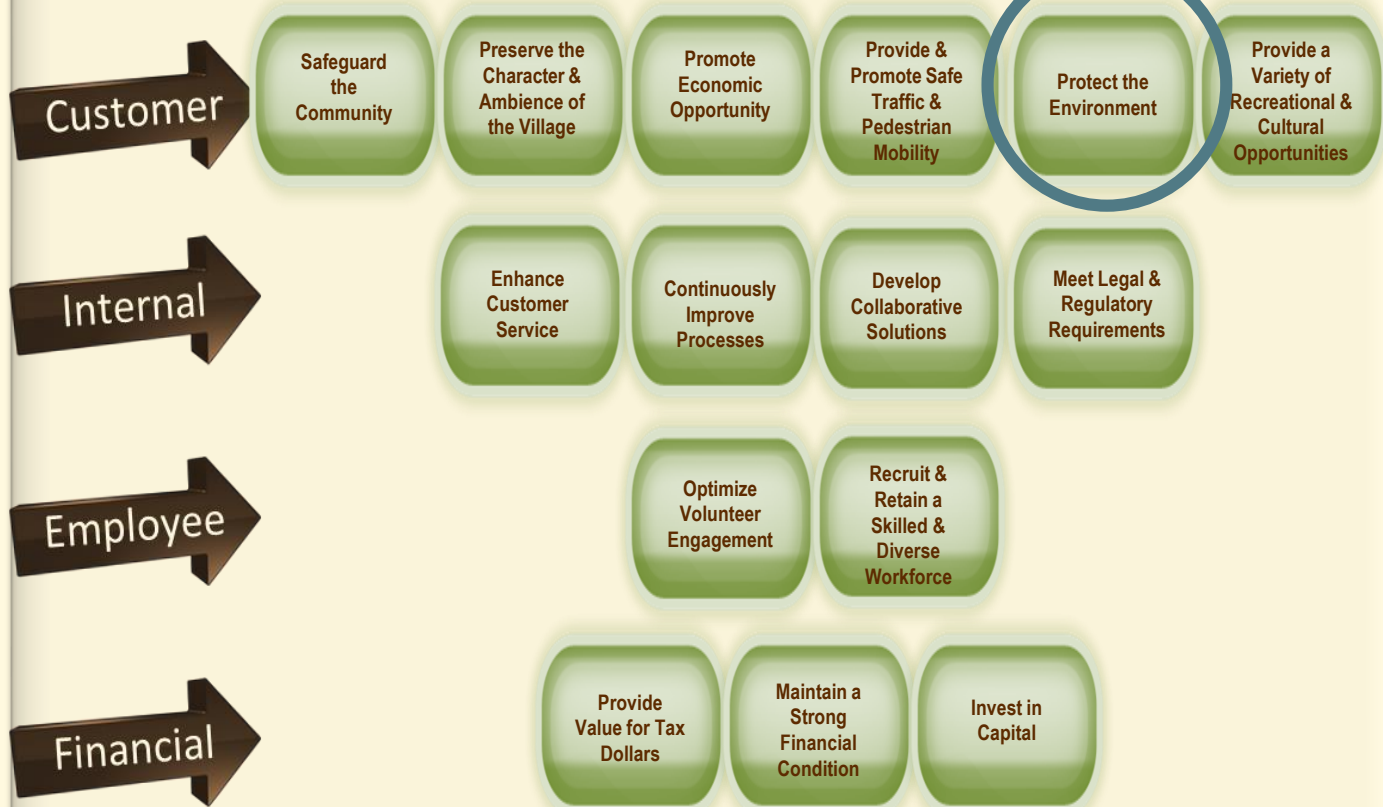 Customer
Safeguard
the
Community
Preserve the
Character &
Ambience of
the Village
Promote
Economic
Opportunity
Provide &
Promote Safe
Traffic &
Pedestrian
Mobility
Protect the
Environment
Provide a
Variety of
Recreational &
Cultural
Opportunities
Internal
Enhance
Customer
Service
Continuously
Improve
Processes
Develop
Collaborative
Solutions
Meet Legal &
Regulatory
Requirements
Employee
Optimize
Volunteer
Engagement
Recruit &
Retain a
Skilled &
Diverse
Workforce
Financial
Provide
Value for Tax
Dollars
Maintain a
Strong
Financial
Condition
Invest in
Capital